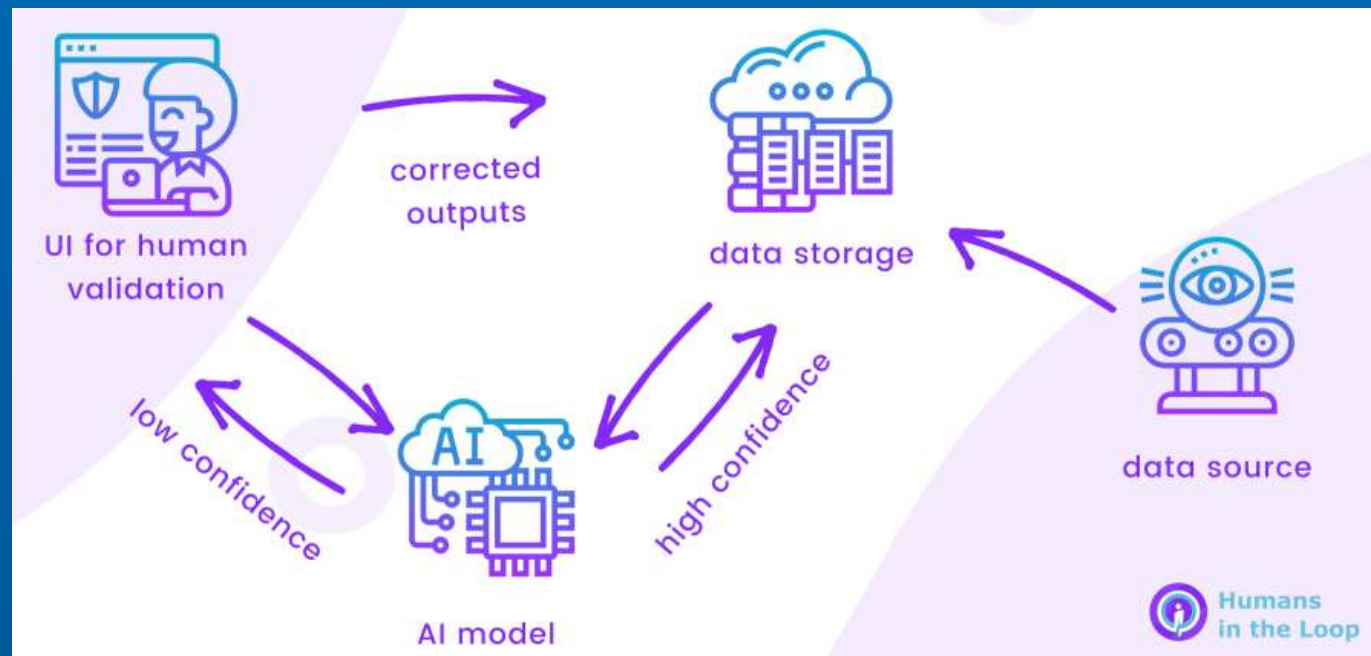 corrected
outputs
UI for human
validation
data storage
low confidence
high confidence
AI
AI model
data source
Humans
in the Loop